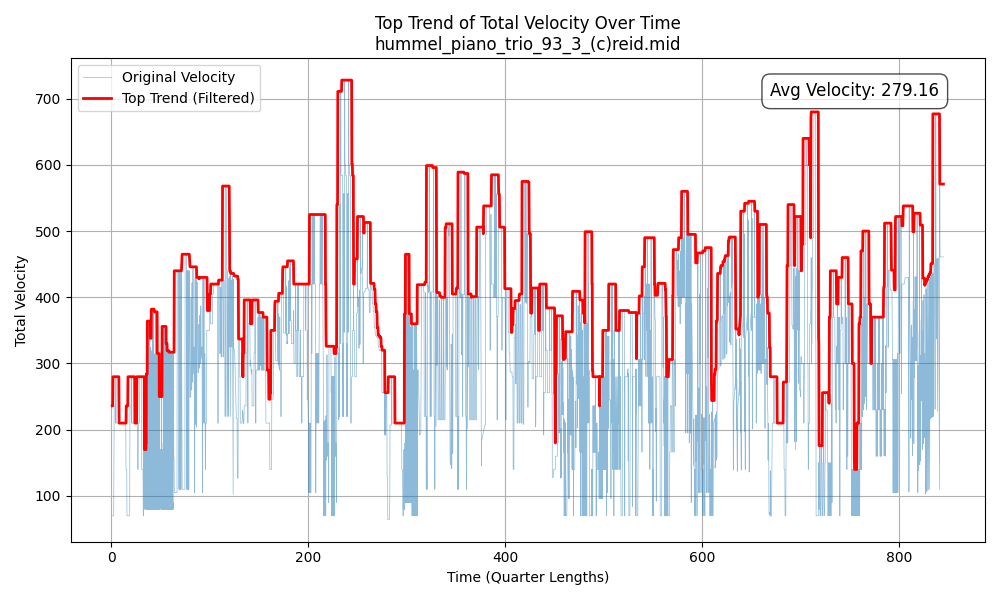 Top Trend of Total Velocity Over Time
hummel_piano_trio_93_3_(c)reid.mid
Original Velocity
Top Trend (Filtered)
Avg Velocity: 279.16
Total Velocity
700
600
500
400
300
200
100
0
200
400
600
800
Time (Quarter Lengths)